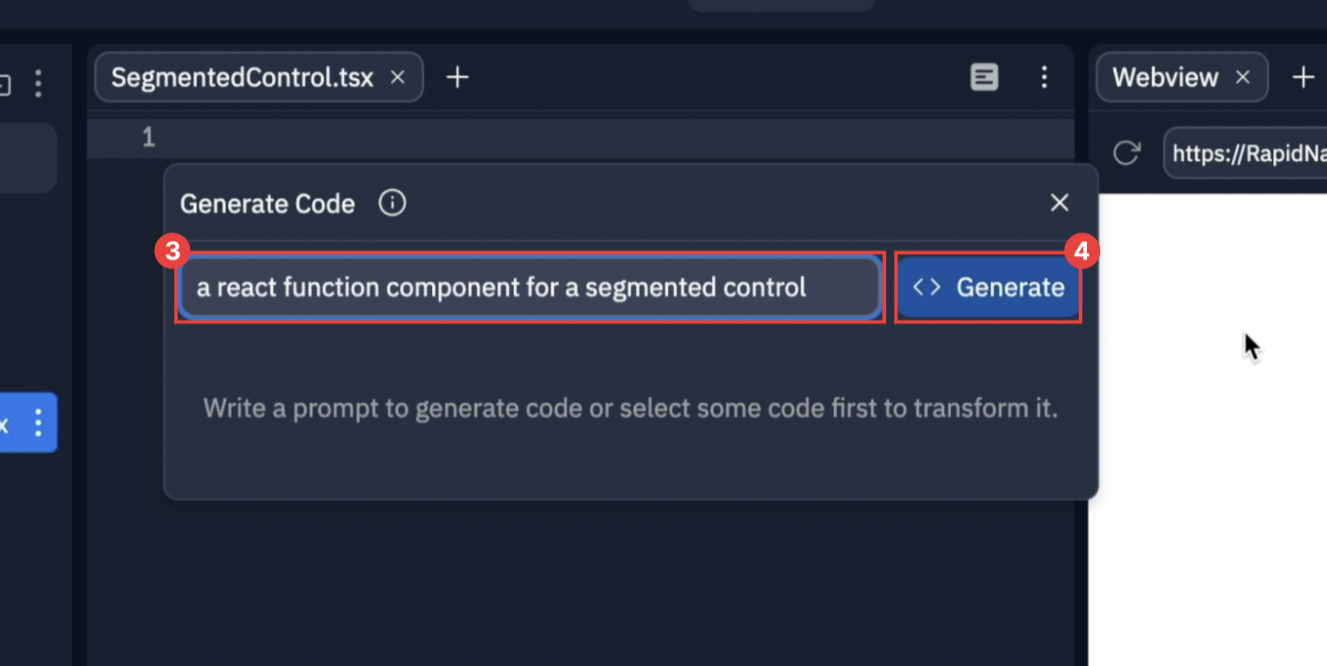 SegmentedControl.tsx
Webview
1
https://RapidNa
Generate Code
3
4
a react function component for a segmented control
Generate
Write a prompt to generate code or select some code first to transform it.
x